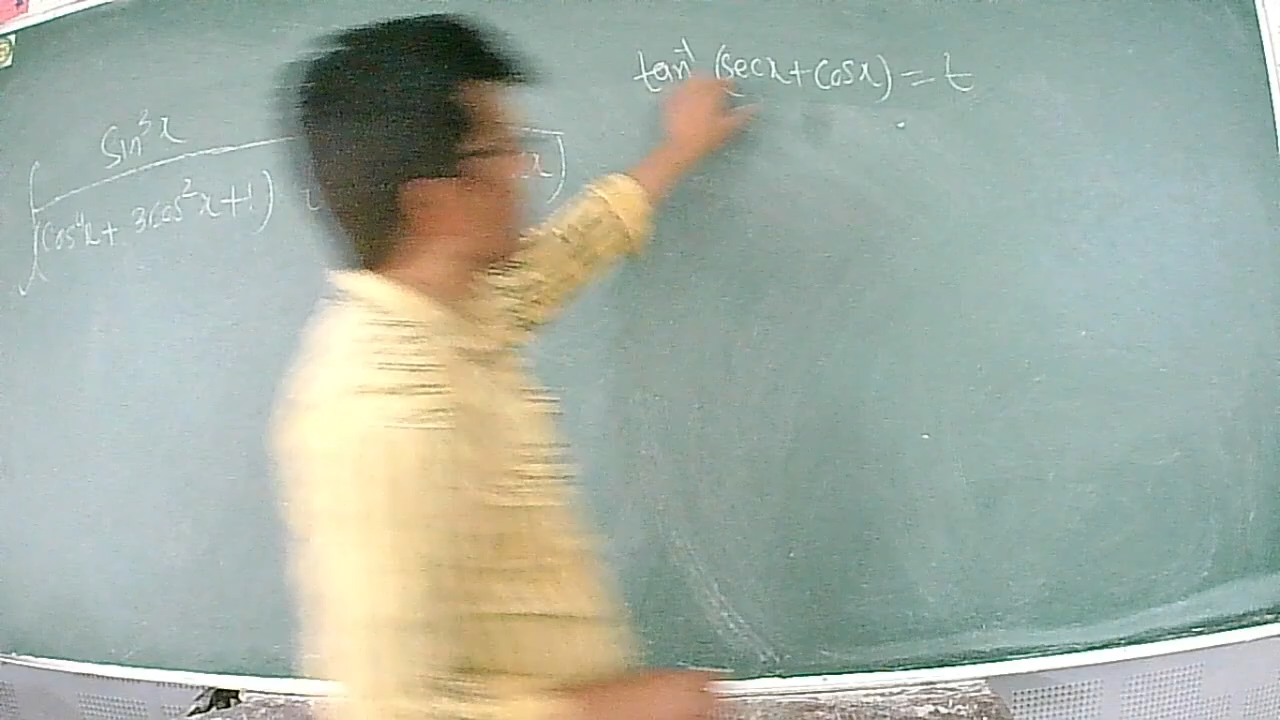 tan⁻¹ (secx + cosx) = t
∫ sin³x
(cos⁴x + 3cos²x + 1) x)